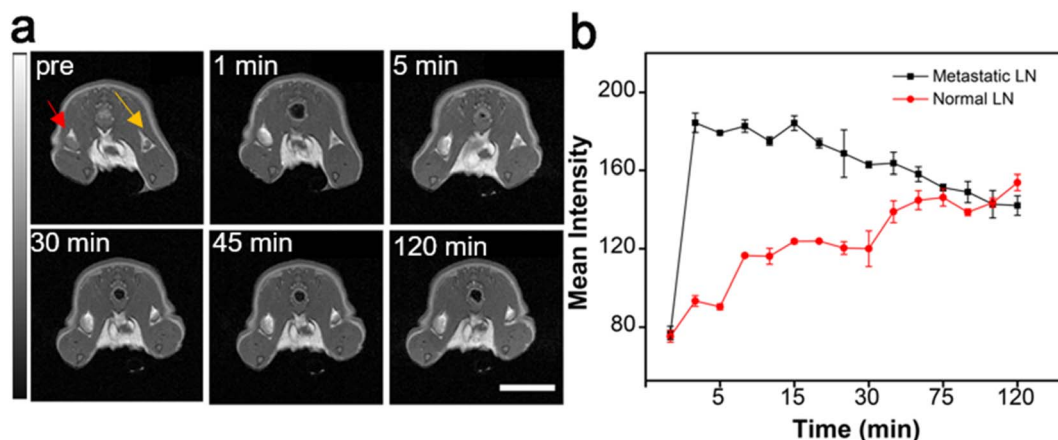 a
pre
1 min
5 min
30 min
45 min
120 min
b
Metastatic LN
Normal LN
Mean Intensity
200
160
120
80
5
15
30
75
120
Time (min)